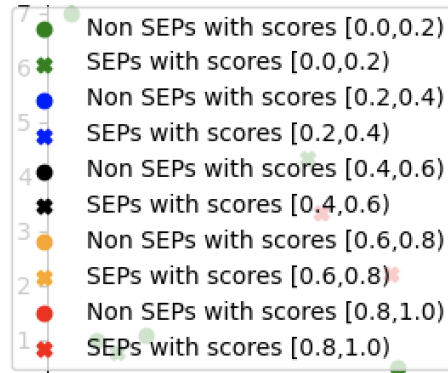 7
Non SEPs with scores [0.0,0.2)
6
SEPs with scores [0.0,0.2)
Non SEPs with scores [0.2,0.4)
5
SEPs with scores [0.2,0.4)
4
Non SEPs with scores [0.4,0.6)
SEPs with scores [0.4,0.6)
3
Non SEPs with scores [0.6,0.8)
2
SEPs with scores [0.6,0.8)
Non SEPs with scores [0.8,1.0)
1
SEPs with scores [0.8,1.0)